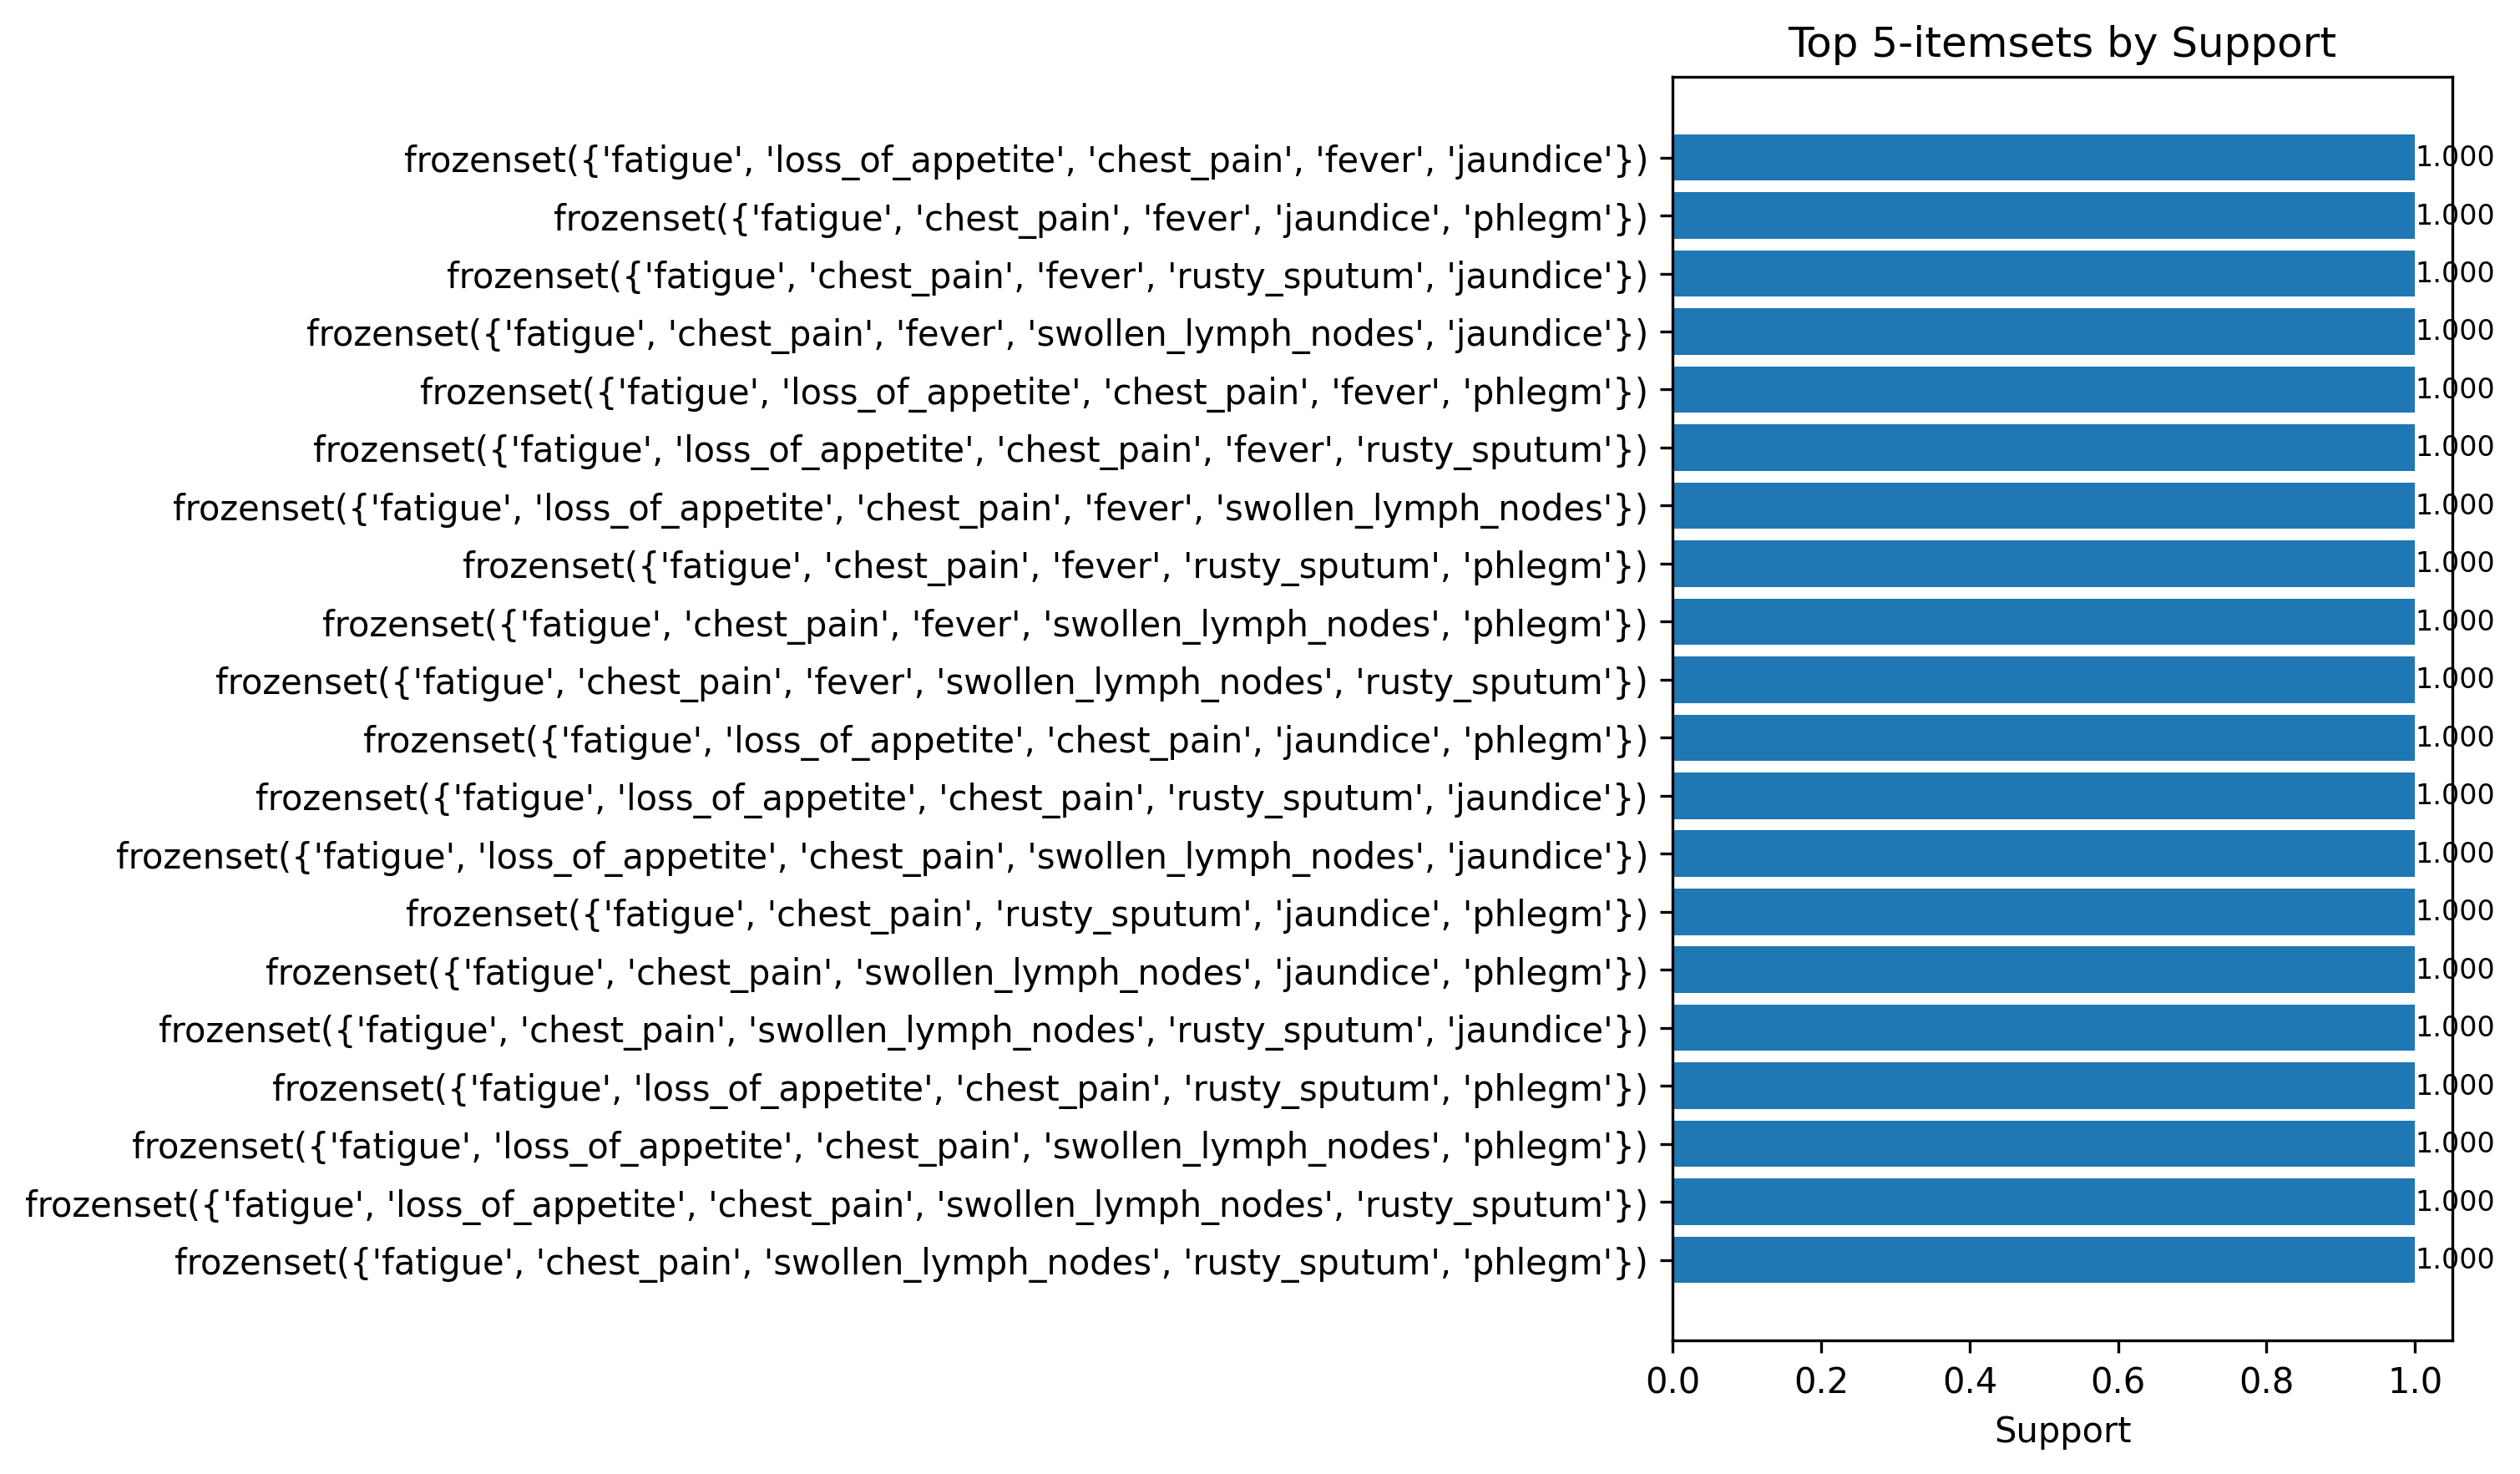 Top 5-itemsets by Support
frozenset({'fatigue', 'loss_of_appetite', 'chest_pain', 'fever', 'jaundice'}) 1.000
frozenset({'fatigue', 'chest_pain', 'fever', 'jaundice', 'phlegm'}) 1.000
frozenset({'fatigue', 'chest_pain', 'fever', 'rusty_sputum', 'jaundice'}) 1.000
frozenset({'fatigue', 'chest_pain', 'fever', 'swollen_lymph_nodes', 'jaundice'}) 1.000
frozenset({'fatigue', 'loss_of_appetite', 'chest_pain', 'fever', 'phlegm'}) 1.000
frozenset({'fatigue', 'loss_of_appetite', 'chest_pain', 'fever', 'rusty_sputum'}) 1.000
frozenset({'fatigue', 'loss_of_appetite', 'chest_pain', 'fever', 'swollen_lymph_nodes'}) 1.000
frozenset({'fatigue', 'chest_pain', 'fever', 'rusty_sputum', 'phlegm'}) 1.000
frozenset({'fatigue', 'chest_pain', 'fever', 'swollen_lymph_nodes', 'phlegm'}) 1.000
frozenset({'fatigue', 'chest_pain', 'fever', 'swollen_lymph_nodes', 'rusty_sputum'}) 1.000
frozenset({'fatigue', 'loss_of_appetite', 'chest_pain', 'jaundice', 'phlegm'}) 1.000
frozenset({'fatigue', 'loss_of_appetite', 'chest_pain', 'rusty_sputum', 'jaundice'}) 1.000
frozenset({'fatigue', 'loss_of_appetite', 'chest_pain', 'swollen_lymph_nodes', 'jaundice'}) 1.000
frozenset({'fatigue', 'chest_pain', 'rusty_sputum', 'jaundice', 'phlegm'}) 1.000
frozenset({'fatigue', 'chest_pain', 'swollen_lymph_nodes', 'jaundice', 'phlegm'}) 1.000
frozenset({'fatigue', 'chest_pain', 'swollen_lymph_nodes', 'rusty_sputum', 'jaundice'}) 1.000
frozenset({'fatigue', 'loss_of_appetite', 'chest_pain', 'rusty_sputum', 'phlegm'}) 1.000
frozenset({'fatigue', 'loss_of_appetite', 'chest_pain', 'swollen_lymph_nodes', 'phlegm'}) 1.000
frozenset({'fatigue', 'loss_of_appetite', 'chest_pain', 'swollen_lymph_nodes', 'rusty_sputum'}) 1.000
frozenset({'fatigue', 'chest_pain', 'swollen_lymph_nodes', 'rusty_sputum', 'phlegm'}) 1.000
0.0 0.2 0.4 0.6 0.8 1.0
Support